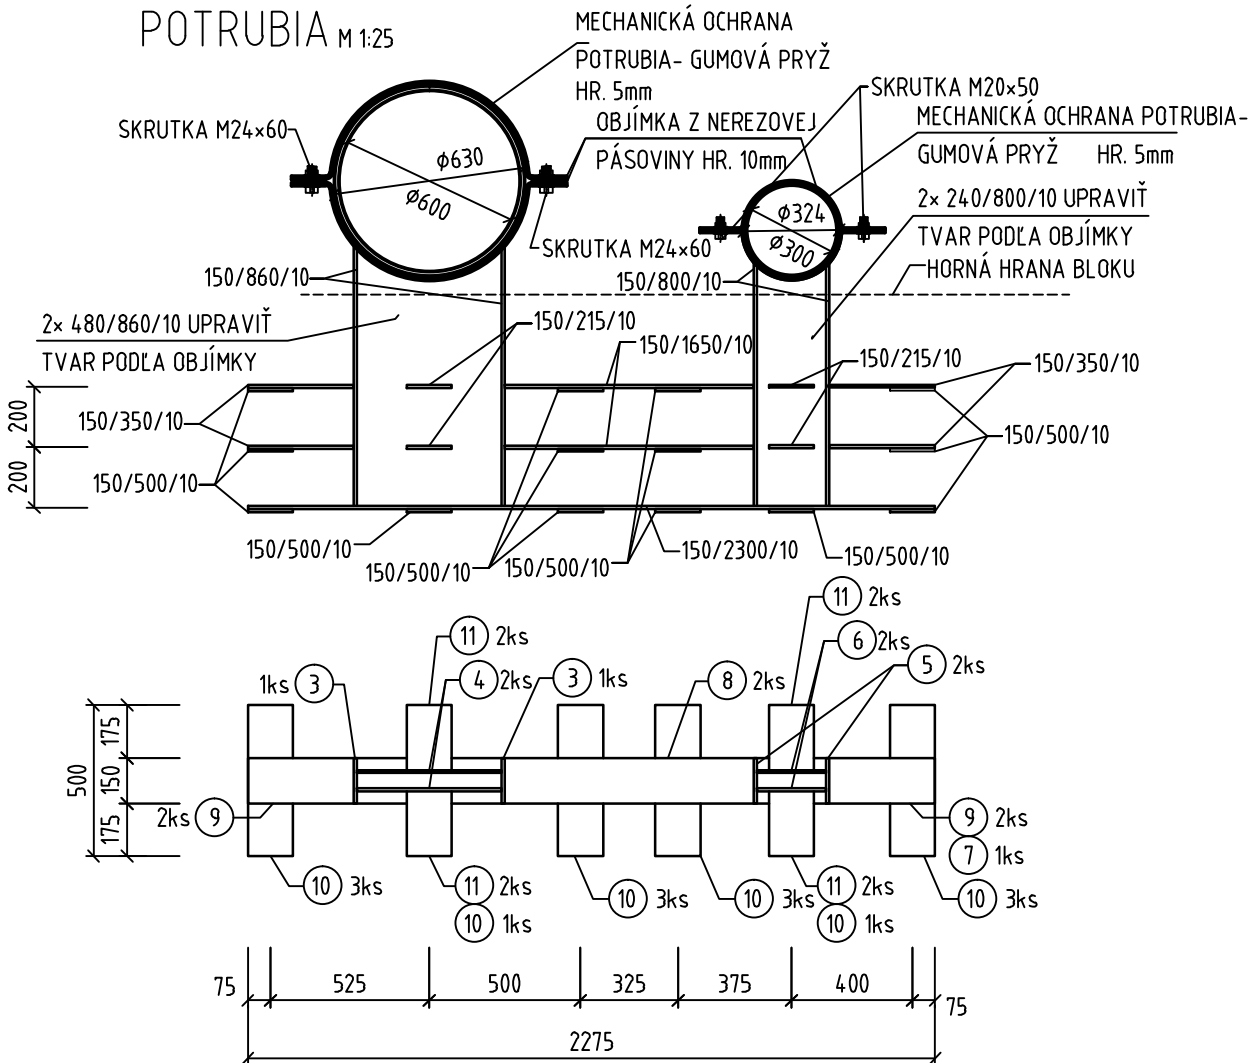 POTRUBIA M 1:25
MECHANICKÁ OCHRANA
POTRUBIA- GUMOVÁ PRYŽ
HR. 5mm
SKRUTKA M20×50
SKRUTKA M24×60
OBJÍMKA Z NEREZOVEJ
PÁSOVINY HR. 10mm
MECHANICKÁ OCHRANA POTRUBIA-
GUMOVÁ PRYŽ HR. 5mm
ϕ630
ϕ600
ϕ324
ϕ300
2× 240/800/10 UPRAVIŤ
TVAR PODĽA OBJÍMKY
SKRUTKA M24×60
HORNÁ HRANA BLOKU
150/860/10
150/800/10
2× 480/860/10 UPRAVIŤ
TVAR PODĽA OBJÍMKY
150/215/10
150/1650/10
150/215/10
150/350/10
200
150/350/10
150/500/10
200
150/500/10
150/500/10
150/500/10
150/500/10
150/2300/10
150/500/10
11 2ks
11 2ks
6 2ks
1ks 3
4 2ks
3 1ks
8 2ks
5 2ks
500
175
150
175
2ks 9
9 2ks
7 1ks
10 3ks
11 2ks
10 1ks
10 3ks
10 3ks
11 2ks
10 1ks
10 3ks
75
525
500
325
375
400
75
2275